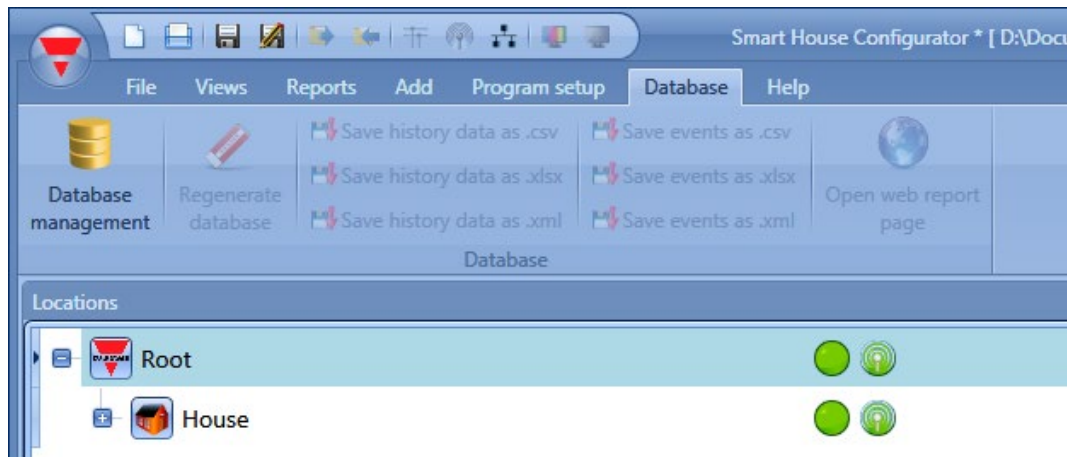 Smart House Configurator * [ D:\Docu
File Views Reports Add Program setup Database Help
Database management
Regenerate database
Save history data as .csv
Save history data as .xlsx
Save history data as .xml
Save events as .csv
Save events as .xlsx
Save events as .xml
Open web report page
Database
Locations
Root
House